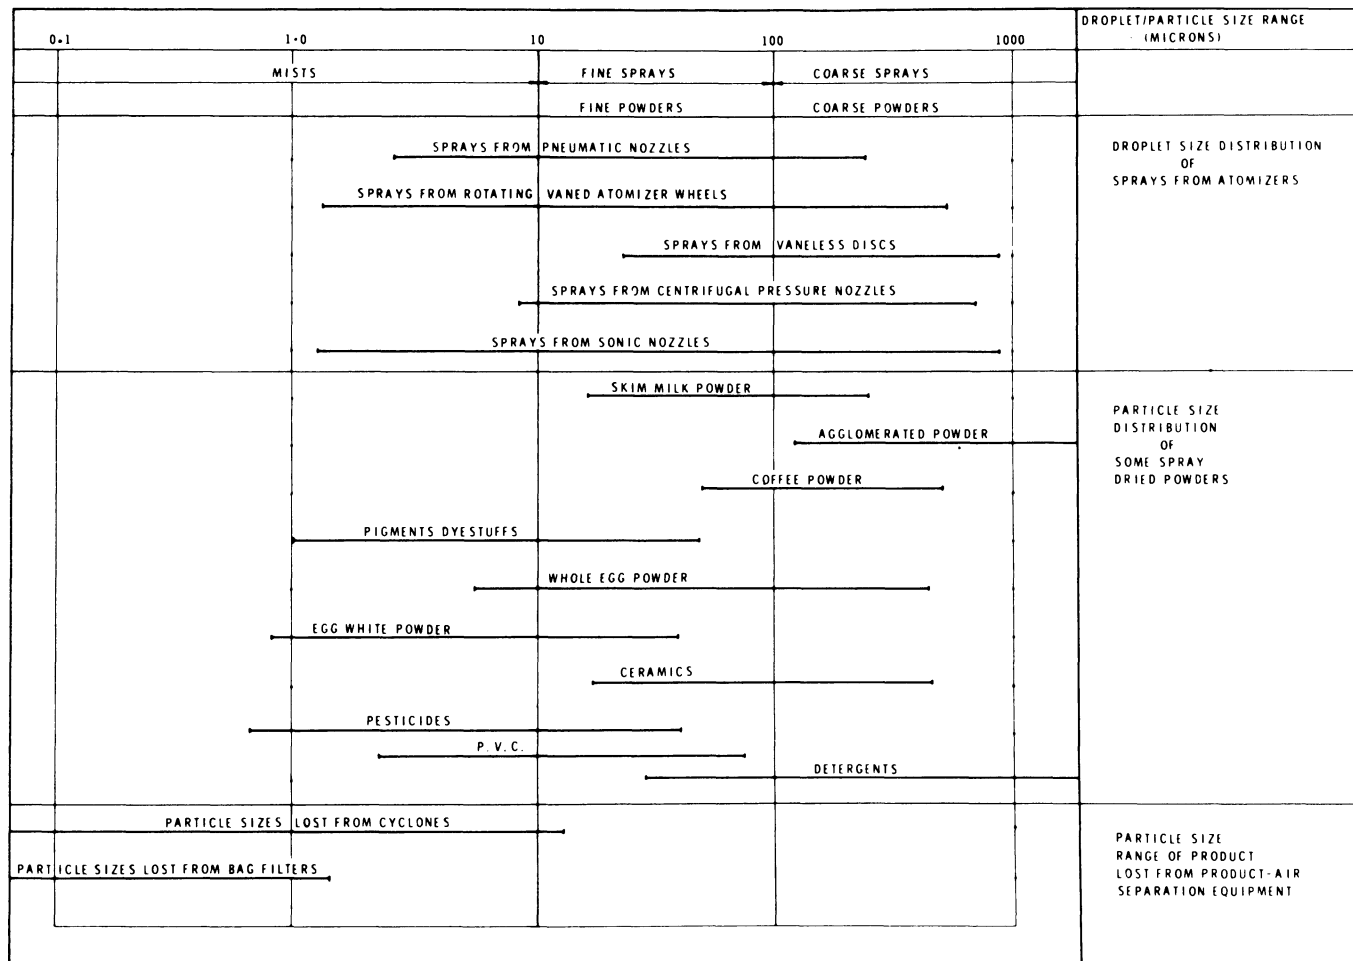 DROPLET/PARTICLE SIZE RANGE
(MICRONS)
0.1 1.0 10 100 1000
MISTS FINE SPRAYS COARSE SPRAYS
FINE POWDERS COARSE POWDERS
SPRAYS FROM PNEUMATIC NOZZLES
SPRAYS FROM ROTATING VANED ATOMIZER WHEELS
SPRAYS FROM VANELESS DISCS
SPRAYS FROM CENTRIFUGAL PRESSURE NOZZLES
SPRAYS FROM SONIC NOZZLES
DROPLET SIZE DISTRIBUTION
OF
SPRAYS FROM ATOMIZERS
SKIM MILK POWDER
AGGLOMERATED POWDER
COFFEE POWDER
PIGMENTS DYESTUFFS
WHOLE EGG POWDER
EGG WHITE POWDER
CERAMICS
PESTICIDES
P.V.C.
DETERGENTS
PARTICLE SIZE
DISTRIBUTION
OF
SOME SPRAY
DRIED POWDERS
PARTICLE SIZES LOST FROM CYCLONES
PARTICLE SIZES LOST FROM BAG FILTERS
PARTICLE SIZE
RANGE OF PRODUCT
LOST FROM PRODUCT-AIR
SEPARATION EQUIPMENT